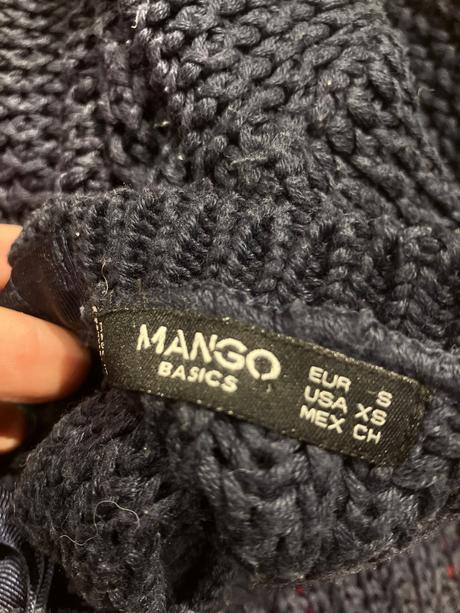 MANGO
BASICS
EUR S
USA XS
MEX CH